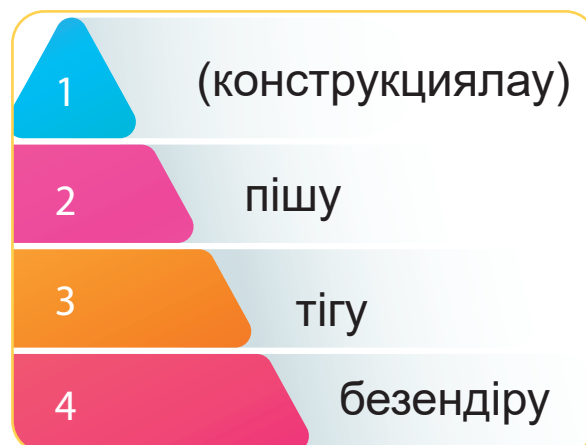 1 (конструкциялау)
2 пішу
3 тігу
4 безендіру